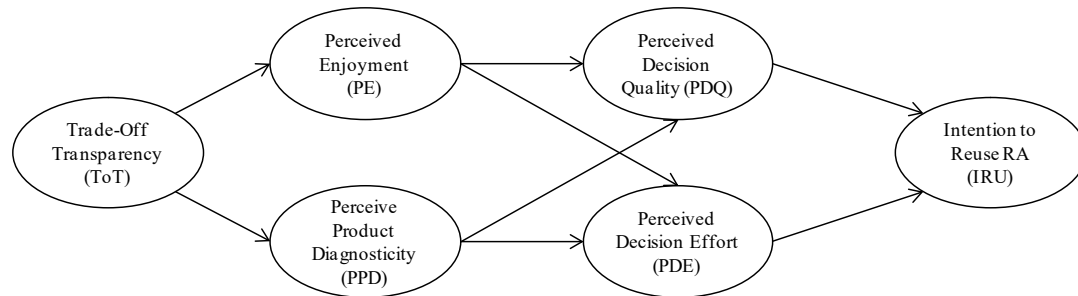 Trade-Off
Transparency
(ToT)
Perceived
Enjoyment
(PE)
Perceive
Product
Diagnosticity
(PPD)
Perceived
Decision
Quality (PDQ)
Perceived
Decision Effort
(PDE)
Intention to
Reuse RA
(IRU)